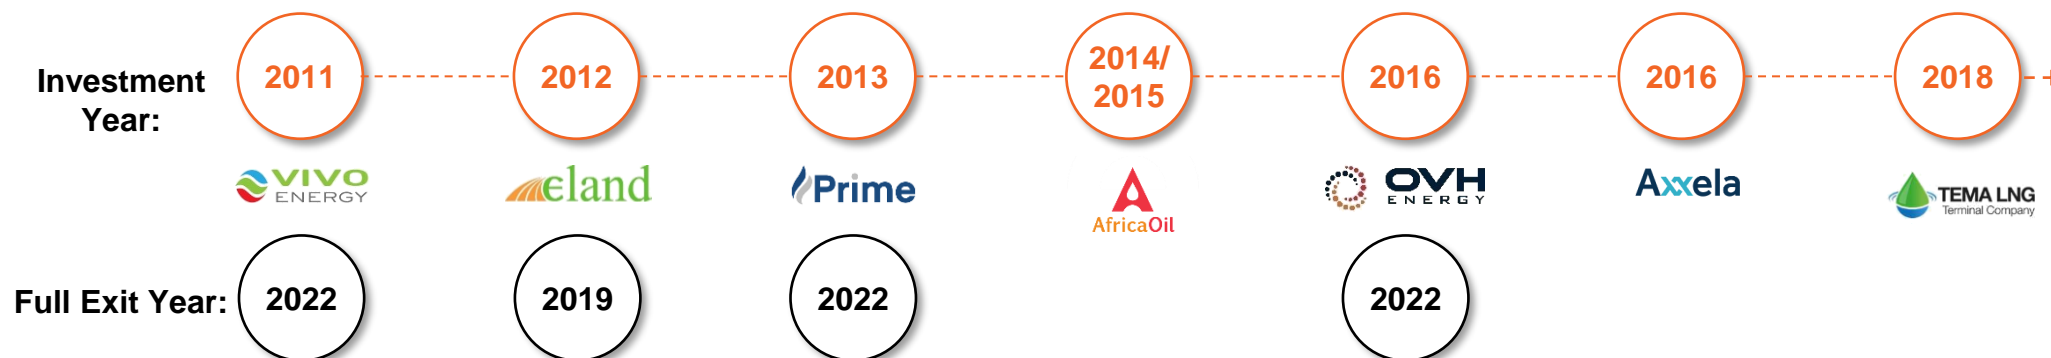 Investment
Year:
2011
2012
2013
2014/
2015
2016
2016
2018
VIVO
ENERGY
eland
Prime
AfricaOil
OVH
ENERGY
Axxela
TEMA LNG
Terminal Company
Full Exit Year:
2022
2019
2022
2022